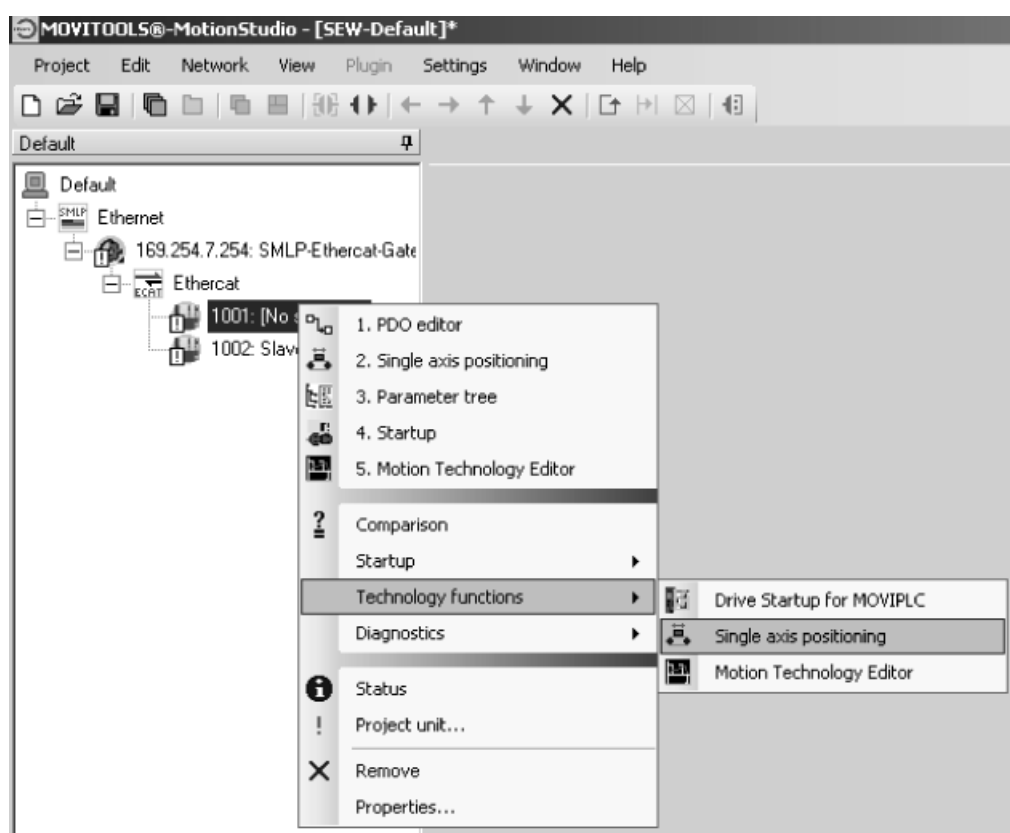 MOVITOOLS®-MotionStudio - [SEW-Default]*
Project Edit Network View Plugin Settings Window Help
Default
Default
SMLP Ethernet
169.254.7.254: SMLP-Ethercat-Gate
ECAT Ethercat
1001: [No s
1002: Slav
1. PDO editor
2. Single axis positioning
3. Parameter tree
4. Startup
5. Motion Technology Editor
Comparison
Startup
Technology functions
Diagnostics
Status
Project unit...
Remove
Properties...
Drive Startup for MOVIPLC
Single axis positioning
Motion Technology Editor